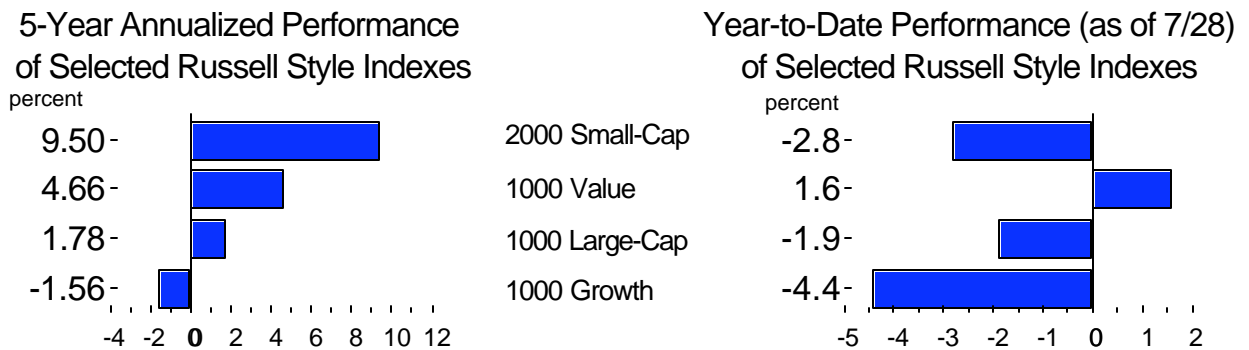 5-Year Annualized Performance
of Selected Russell Style Indexes
percent
9.50
4.66
1.78
-1.56
-4 -2 0 2 4 6 8 10 12
2000 Small-Cap
1000 Value
1000 Large-Cap
1000 Growth
Year-to-Date Performance (as of 7/28)
of Selected Russell Style Indexes
percent
-2.8
1.6
-1.9
-4.4
-5 -4 -3 -2 -1 0 1 2